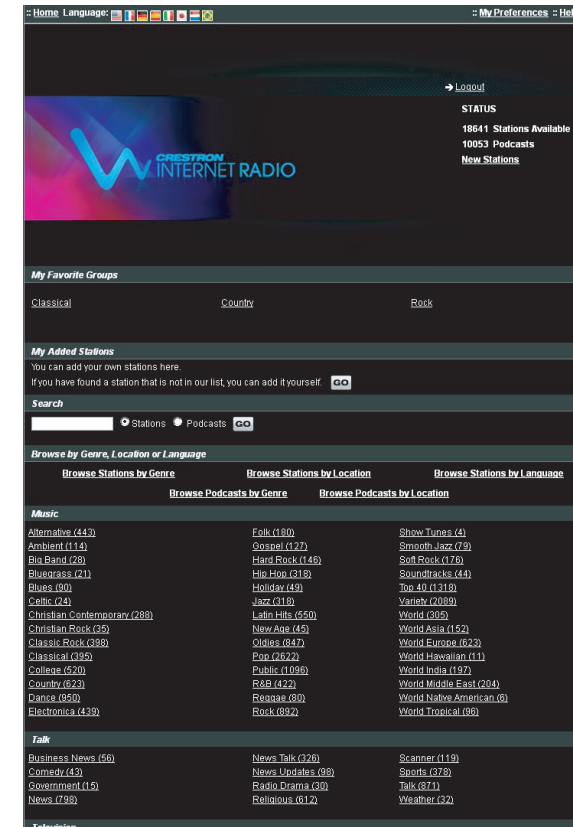 :: Home Language: :: My Preferences :: Hel
➔ Logout
STATUS
18641 Stations Available
10053 Podcasts
New Stations
CRESTRON
INTERNET RADIO
My Favorite Groups
Classical Country Rock
My Added Stations
You can add your own stations here.
If you have found a station that is not in our list, you can add it yourself. GO
Search
Stations Podcasts GO
Browse by Genre, Location or Language
Browse Stations by Genre Browse Stations by Location Browse Stations by Language
Browse Podcasts by Genre Browse Podcasts by Location
Music
Alternative (443) Folk (180) Show Tunes (4)
Ambient (114) Gospel (127) Smooth Jazz (79)
Big Band (28) Hard Rock (146) Soft Rock (176)
Bluegrass (21) Hip Hop (318) Soundtracks (44)
Blues (90) Holiday (49) Top 40 (1318)
Celtic (24) Jazz (318) Variety (2089)
Christian Contemporary (288) Latin Hits (550) World (305)
Christian Rock (35) New Age (45) World Asia (152)
Classic Rock (398) Oldies (847) World Europe (623)
Classical (395) Pop (2622) World Hawaiian (11)
College (520) Public (1096) World India (197)
Country (623) R&B (422) World Middle East (204)
Dance (950) Reggae (80) World Native American (6)
Electronica (439) Rock (892) World Tropical (96)
Talk
Business News (56) News Talk (326) Scanner (119)
Comedy (43) News Updates (98) Sports (378)
Government (15) Radio Drama (30) Talk (871)
News (798) Religious (612) Weather (32)
Television